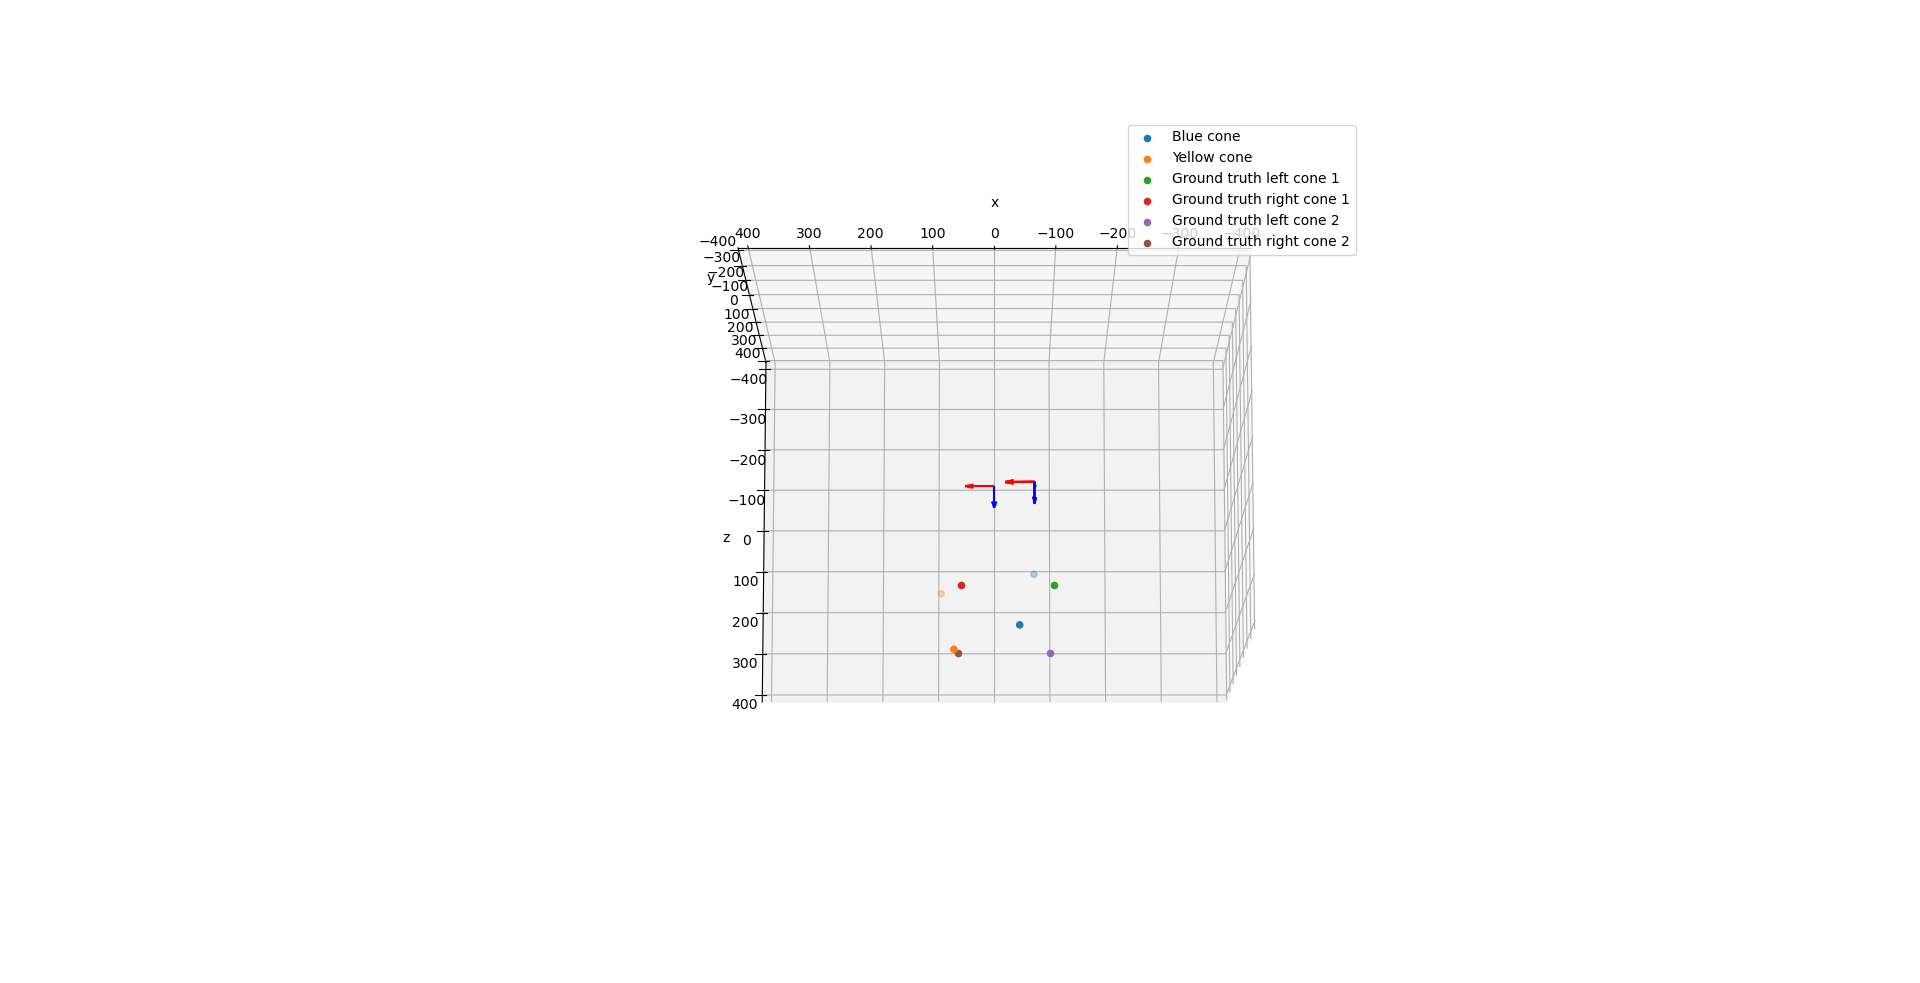 Blue cone
Yellow cone
Ground truth left cone 1
Ground truth right cone 1
Ground truth left cone 2
Ground truth right cone 2
x
400 300 200 100 0 −100 −200 −300 −400
−400
−300
−200
y
−100
0
100
200
300
400
−400
−300
−200
−100
z 0
100
200
300
400